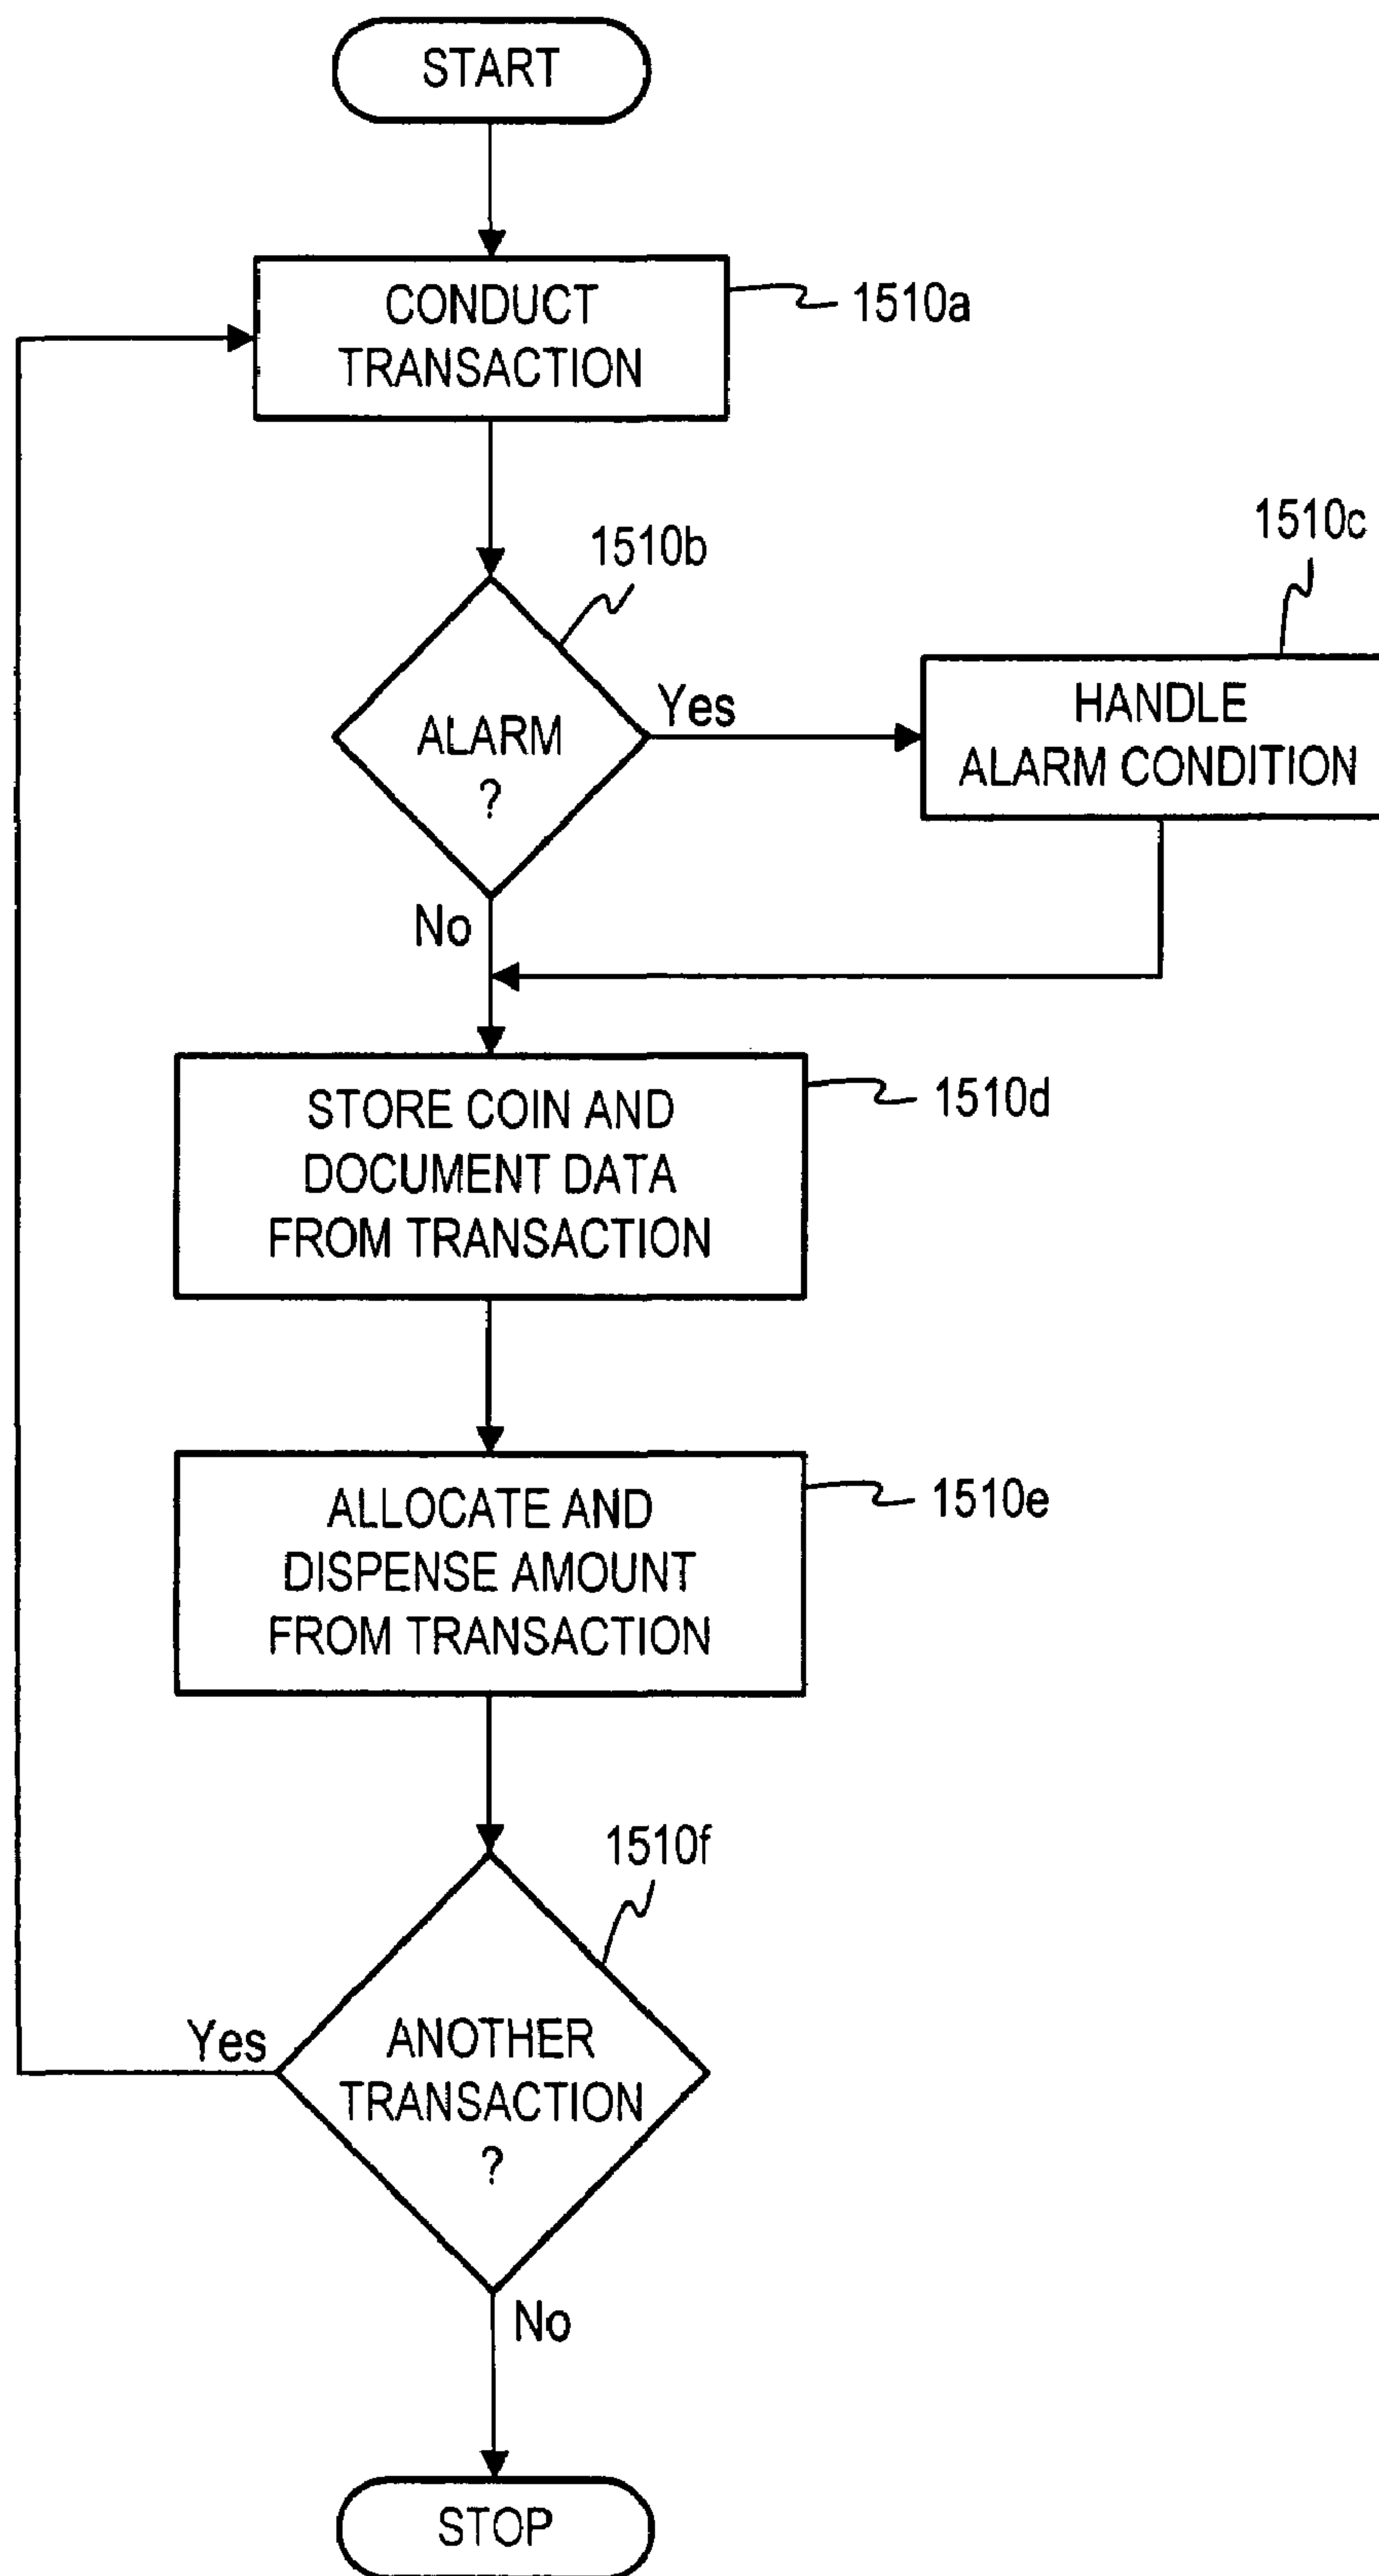 START
CONDUCT
TRANSACTION
1510a
1510b
1510c
ALARM
?
Yes
HANDLE
ALARM CONDITION
No
STORE COIN AND
DOCUMENT DATA
FROM TRANSACTION
1510d
ALLOCATE AND
DISPENSE AMOUNT
FROM TRANSACTION
1510e
1510f
Yes
ANOTHER
TRANSACTION
?
No
STOP